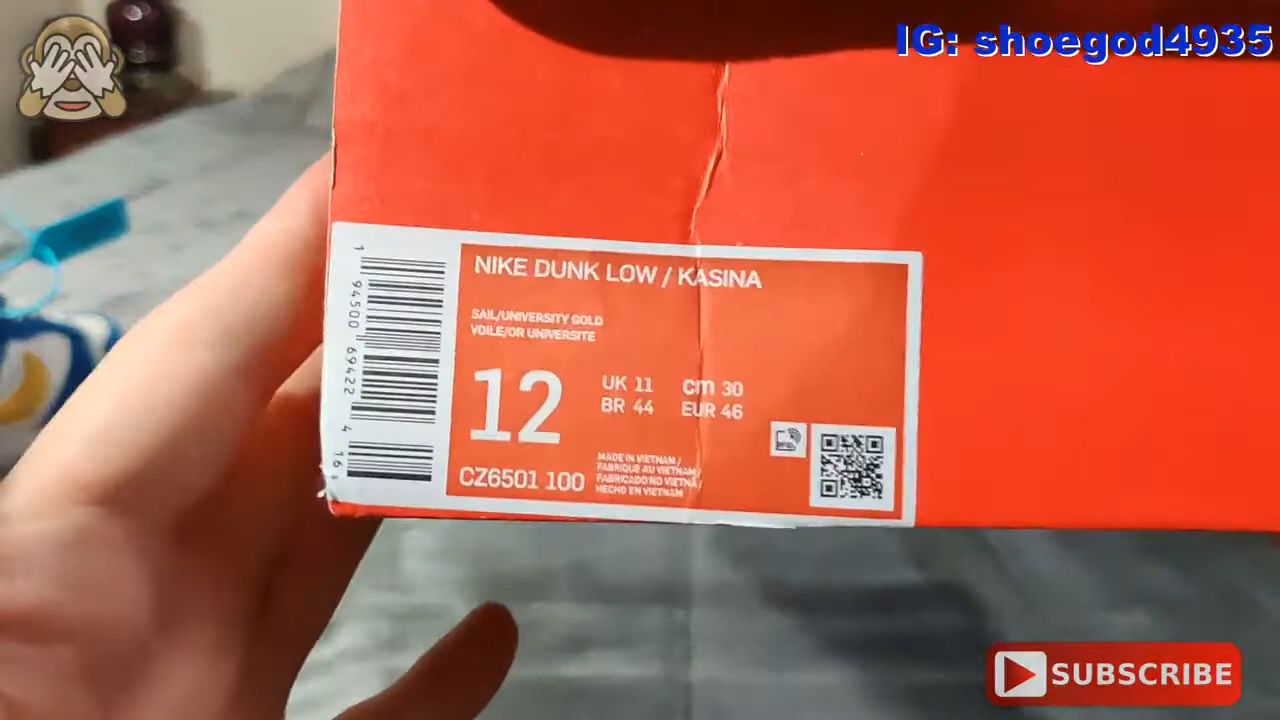 IG: shoegod4935
NIKE DUNK LOW / KASINA
SAIL/UNIVERSITY GOLD
VOILE/OR UNIVERSITE
12
UK 11 cm 30
BR 44 EUR 46
CZ6501 100
MADE IN VIETNAM /
FABRIQUE AU VIETNAM /
FABRICADO NO VIETNÃ /
HECHO EN VIETNAM
1 94500 69422 4
16
SUBSCRIBE